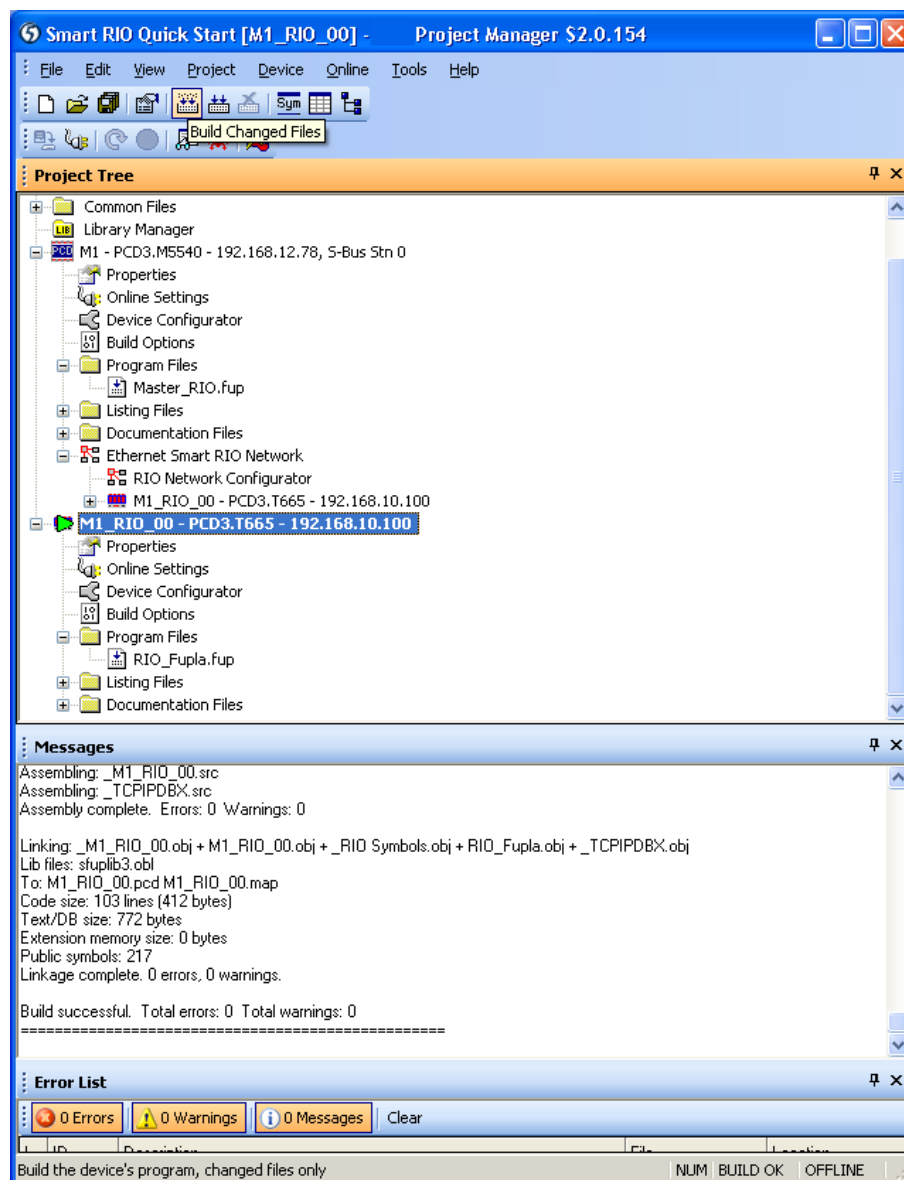 Smart RIO Quick Start [M1_RIO_00] - Project Manager $2.0.154
File Edit View Project Device Online Tools Help
Sym
Build Changed Files
Project Tree
Common Files
LIB Library Manager
PCD M1 - PCD3.M5540 - 192.168.12.78, S-Bus Stn 0
Properties
Online Settings
Device Configurator
Build Options
Program Files
Master_RIO.fup
Listing Files
Documentation Files
Ethernet Smart RIO Network
RIO Network Configurator
M1_RIO_00 - PCD3.T665 - 192.168.10.100
M1_RIO_00 - PCD3.T665 - 192.168.10.100
Properties
Online Settings
Device Configurator
Build Options
Program Files
RIO_Fupla.fup
Listing Files
Documentation Files
Messages
Assembling: _M1_RIO_00.src
Assembling: _TCPIPDBX.src
Assembly complete. Errors: 0 Warnings: 0
Linking: _M1_RIO_00.obj + M1_RIO_00.obj + _RIO Symbols.obj + RIO_Fupla.obj + _TCPIPDBX.obj
Lib files: sfuplib3.obl
To: M1_RIO_00.pcd M1_RIO_00.map
Code size: 103 lines (412 bytes)
Text/DB size: 772 bytes
Extension memory size: 0 bytes
Public symbols: 217
Linkage complete. 0 errors, 0 warnings.
Build successful. Total errors: 0 Total warnings: 0
==================================================
Error List
0 Errors 0 Warnings 0 Messages Clear
ID Description File Location
Build the device's program, changed files only NUM BUILD OK OFFLINE